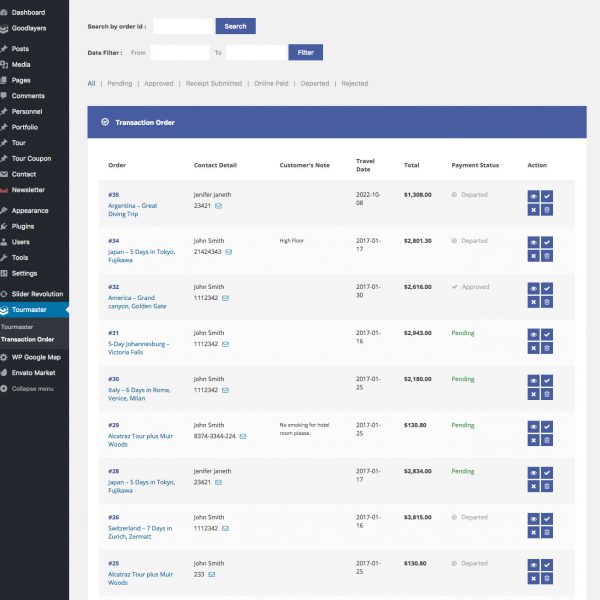 Dashboard
Goodlayers
Posts
Media
Pages
Comments
Personnel
Portfolio
Tour
Tour Coupon
Contact
Newsletter
Appearance
Plugins
Users
Tools
Settings
Slider Revolution
Tourmaster
Tourmaster
Transaction Order
WP Google Map
Envato Market
Collapse menu
Search by order id :
Search
Date Filter : From To Filter
All | Pending | Approved | Receipt Submitted | Online Paid | Departed | Rejected
Transaction Order
Order Contact Detail Customer's Note Travel Date Total Payment Status Action
#35 Jenifer Janeth 2022-10- $1,308.00 Departed
Argentina – Great 23421 08
Diving Trip
#34 John Smith High Floor 2017-01- $2,801.30 Departed
Japan – 5 Days in Tokyo, 21424343 17
Fujikawa
#32 John Smith 2017-01- $2,616.00 Approved
America – Grand 1112342 30
canyon, Golden Gate
#31 John Smith 2017-01- $2,943.00 Pending
5-Day Johannesburg – 1112342 16
Victoria Falls
#30 John Smith 2017-01- $2,180.00 Pending
Italy – 6 Days in Rome, 1112342 25
Venice, Milan
#29 John Smith No smoking for hotel 2017-01- $130.80 Pending
Alcatraz Tour plus Muir 8374-3344-224 room please. 25
Woods
#28 Jenifer Janeth 2017-01- $2,834.00 Pending
Japan – 5 Days in Tokyo, 23421 17
Fujikawa
#26 John Smith 2017-01- $3,815.00 Departed
Switzerland – 7 Days in 1112342 16
Zurich, Zermatt
#25 John Smith 2017-01- $130.80 Departed
Alcatraz Tour plus Muir 233 25
Woods